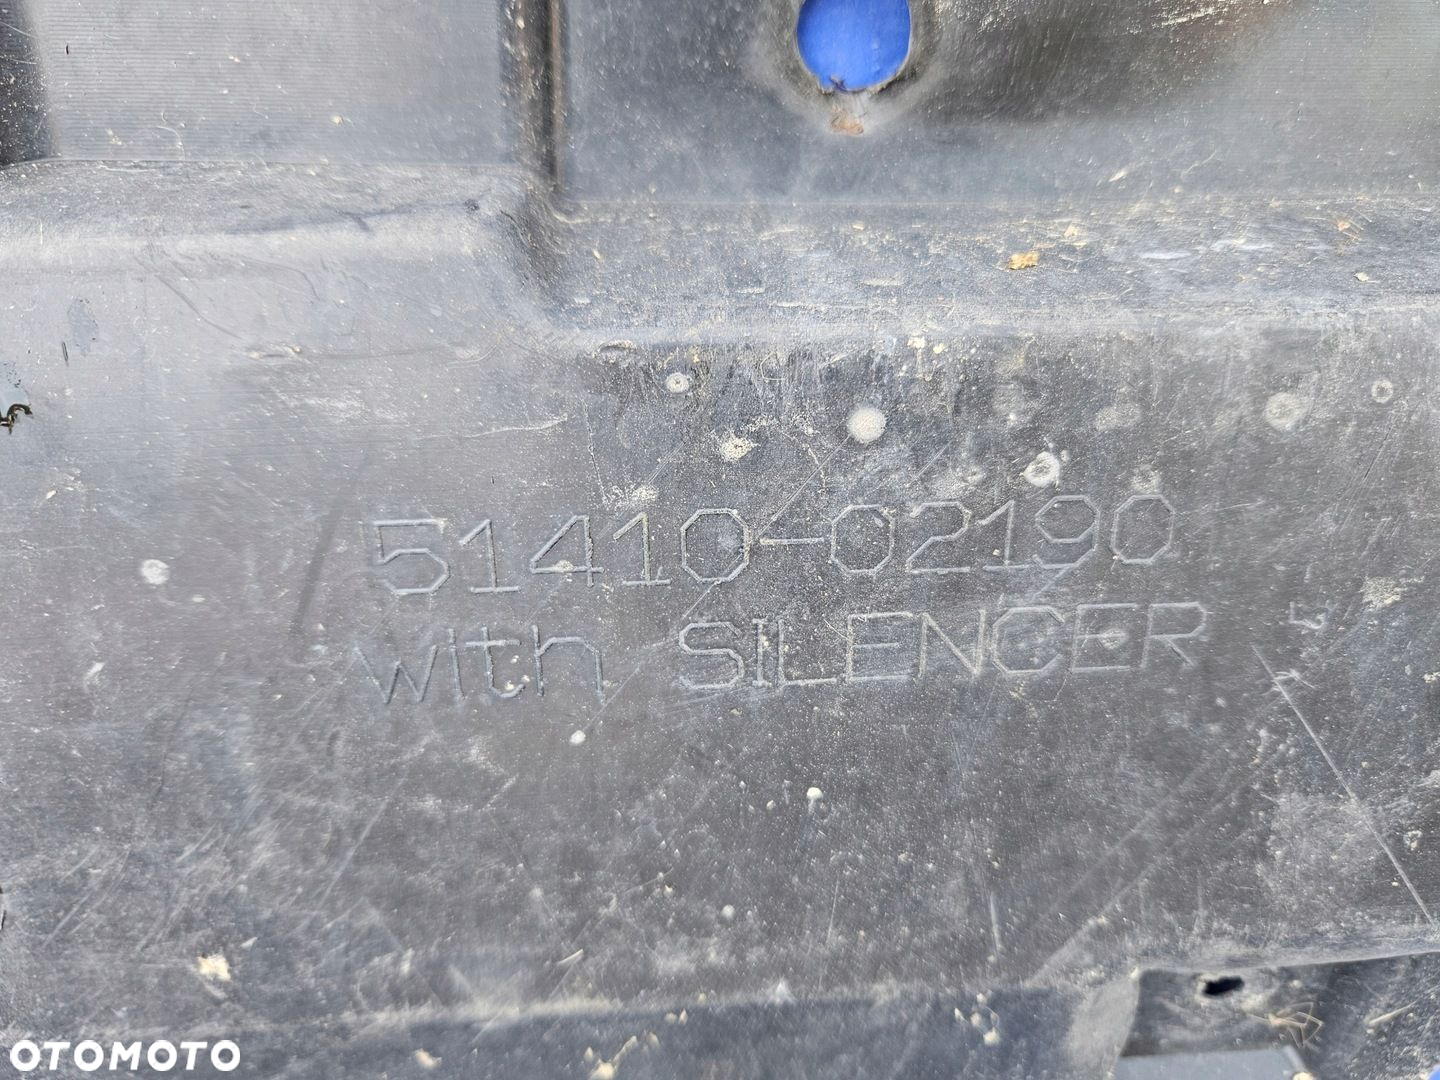 51410-02190
with SILENCER
OTOMOTO